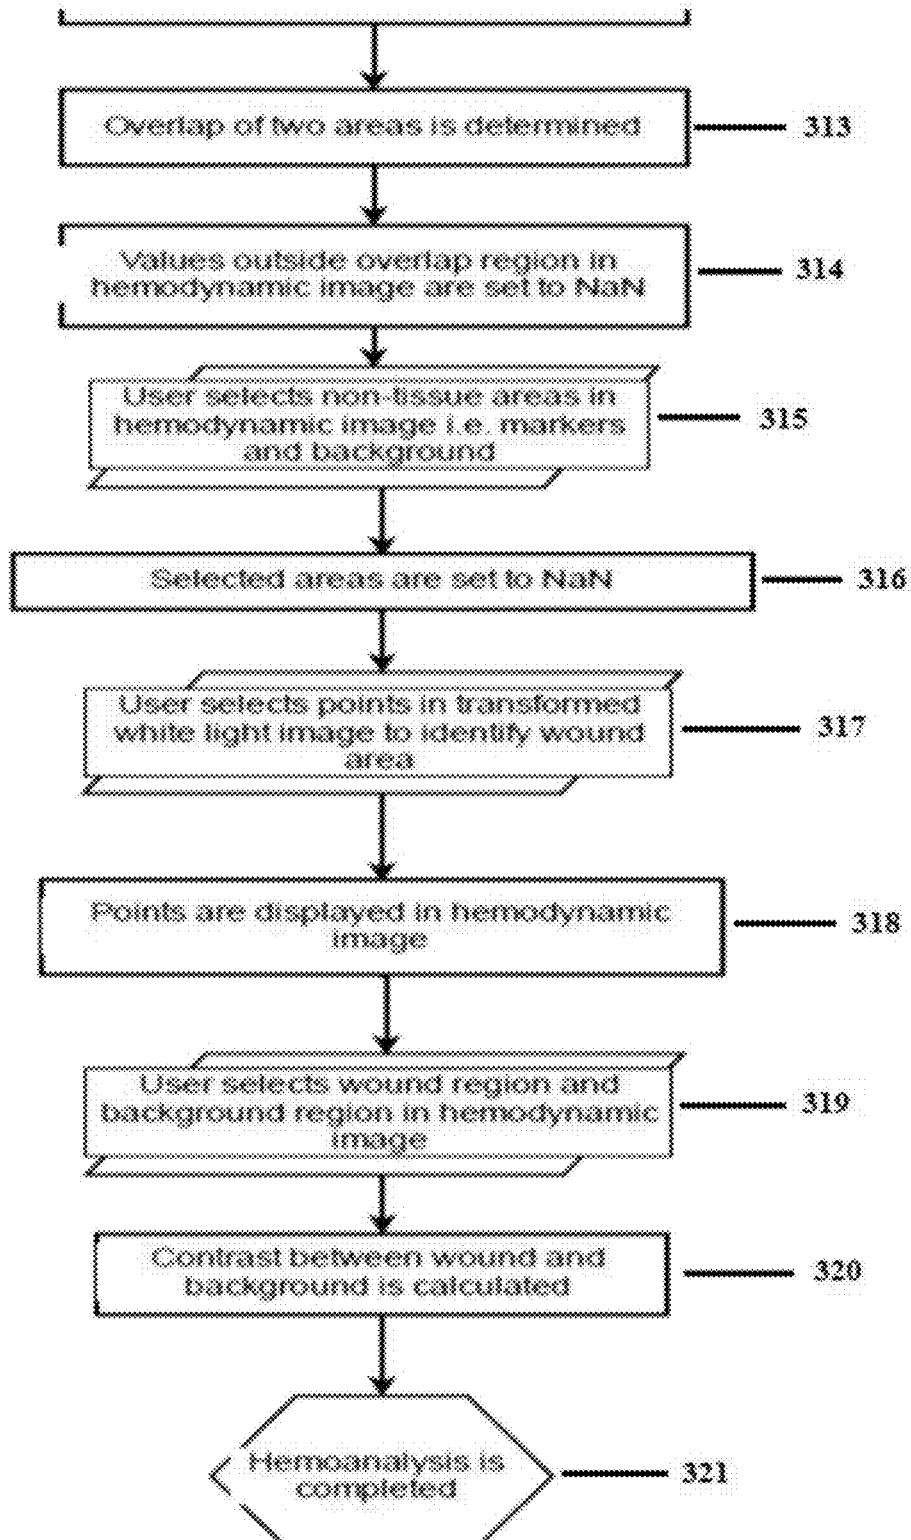 Overlap of two areas is determined
313
Values outside overlap region in
hemodynamic image are set to NaN
314
User selects non-tissue areas in
hemodynamic image i.e. markers
and background
315
Selected areas are set to NaN
316
User selects points in transformed
white light image to identify wound
area
317
Points are displayed in hemodynamic
image
318
User selects wound region and
background region in hemodynamic
image
319
Contrast between wound and
background is calculated
320
Hemoanalysis is
completed
321